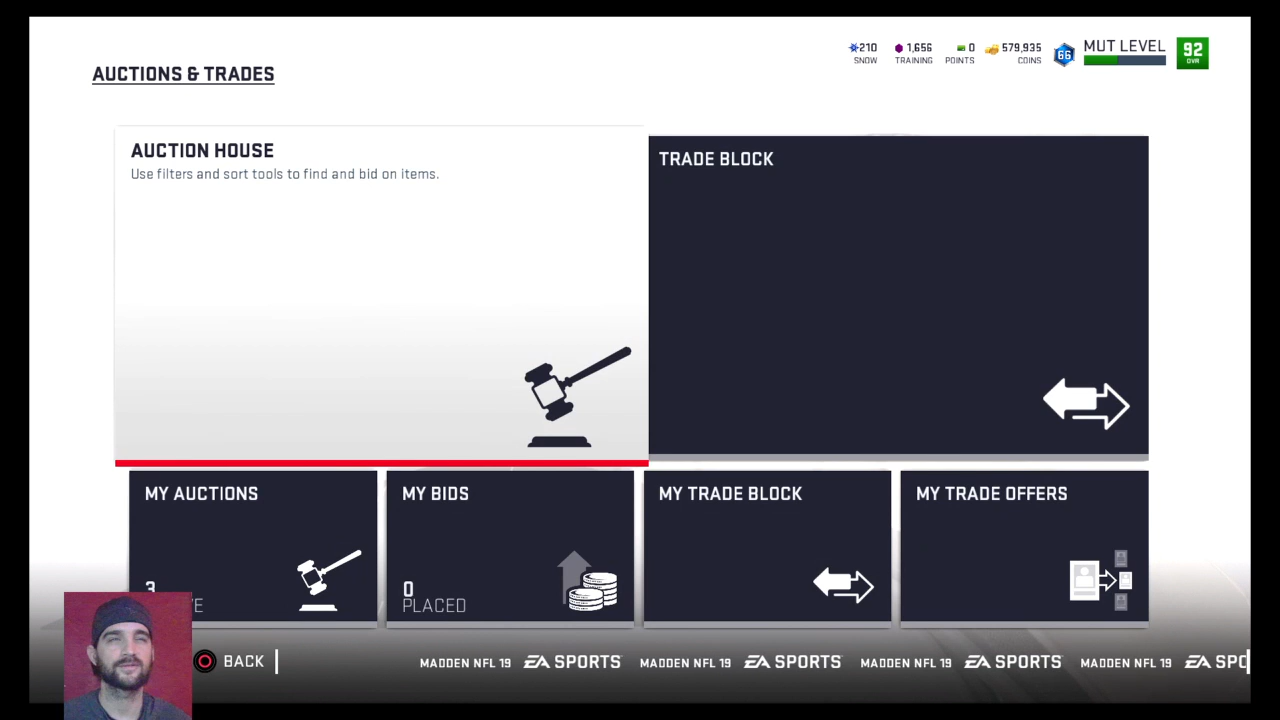 AUCTIONS & TRADES
210 SNOW
1,656 TRAINING
0 POINTS
579,935 COINS
66
MUT LEVEL
92 OVR
AUCTION HOUSE
Use filters and sort tools to find and bid on items.
TRADE BLOCK
MY AUCTIONS
3
MY BIDS
0
PLACED
MY TRADE BLOCK
MY TRADE OFFERS
BACK
MADDEN NFL 19 EA SPORTS MADDEN NFL 19 EA SPORTS MADDEN NFL 19 EA SPORTS MADDEN NFL 19 EA